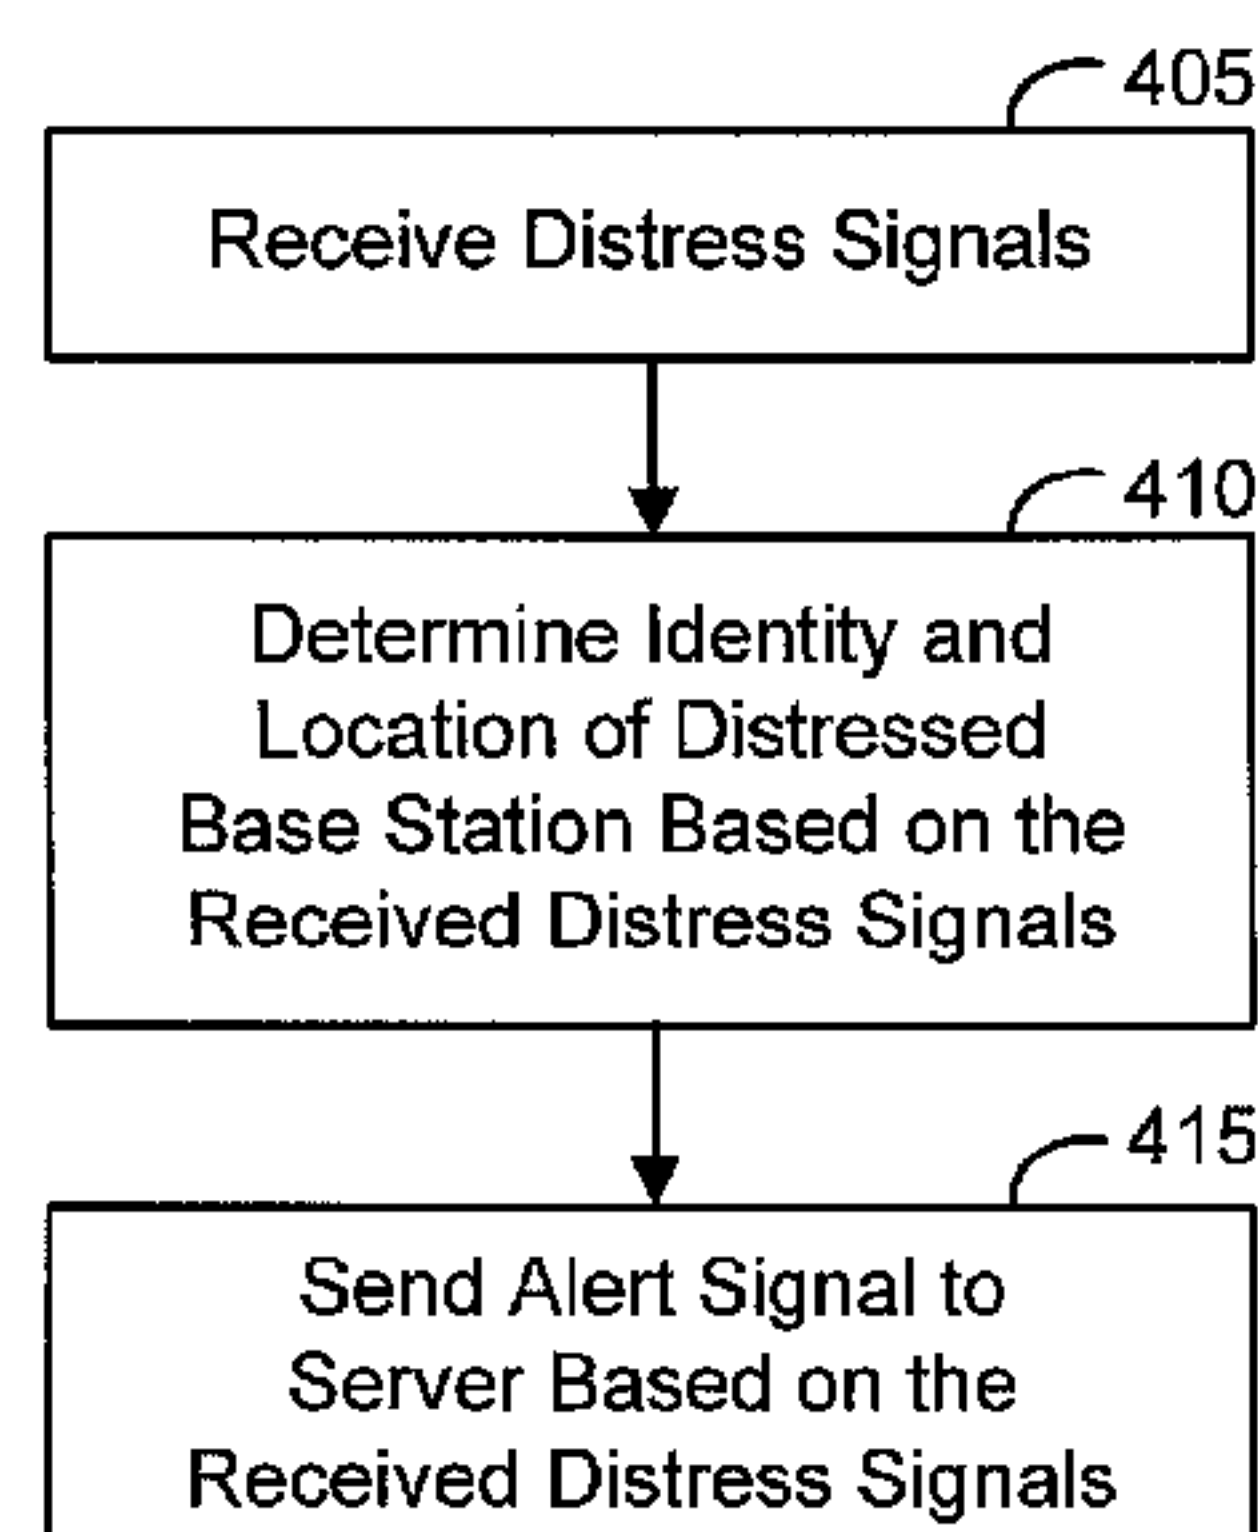 405
Receive Distress Signals
410
Determine Identity and
Location of Distressed
Base Station Based on the
Received Distress Signals
415
Send Alert Signal to
Server Based on the
Received Distress Signals